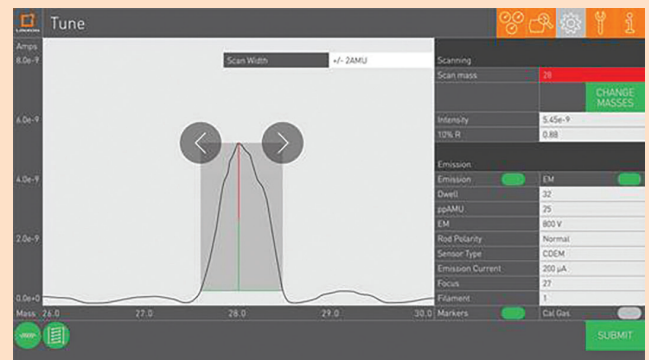 Tune
Amps
8.0e-9
Scan Width +/- 2AMU
6.0e-9
4.0e-9
2.0e-9
0.0e+0
Mass 26.0 27.0 28.0 29.0 30.0
Scanning
Scan mass 28
CHANGE
MASSES
Intensity 5.45e-9
10% R 0.88
Emission
Emission EM
Dwell 32
ppAMU 25
EM 800 V
Rod Polarity Normal
Sensor Type CDEM
Emission Current 200 µA
Focus 27
Filament 1
Markers Cal Gas
SUBMIT